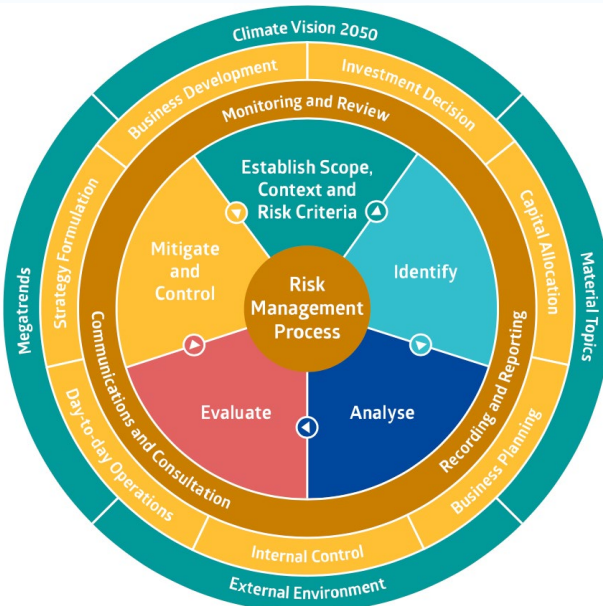 Climate Vision 2050
Business Development
Investment Decision
Monitoring and Review
Establish Scope,
Context and
Risk Criteria
Strategy Formulation
Capital Allocation
Megatrends
Material Topics
Mitigate
and
Control
Identify
Risk
Management
Process
Communications and Consultation
Recording and Reporting
Evaluate
Analyse
Day-to-day Operations
Business Planning
Internal Control
External Environment